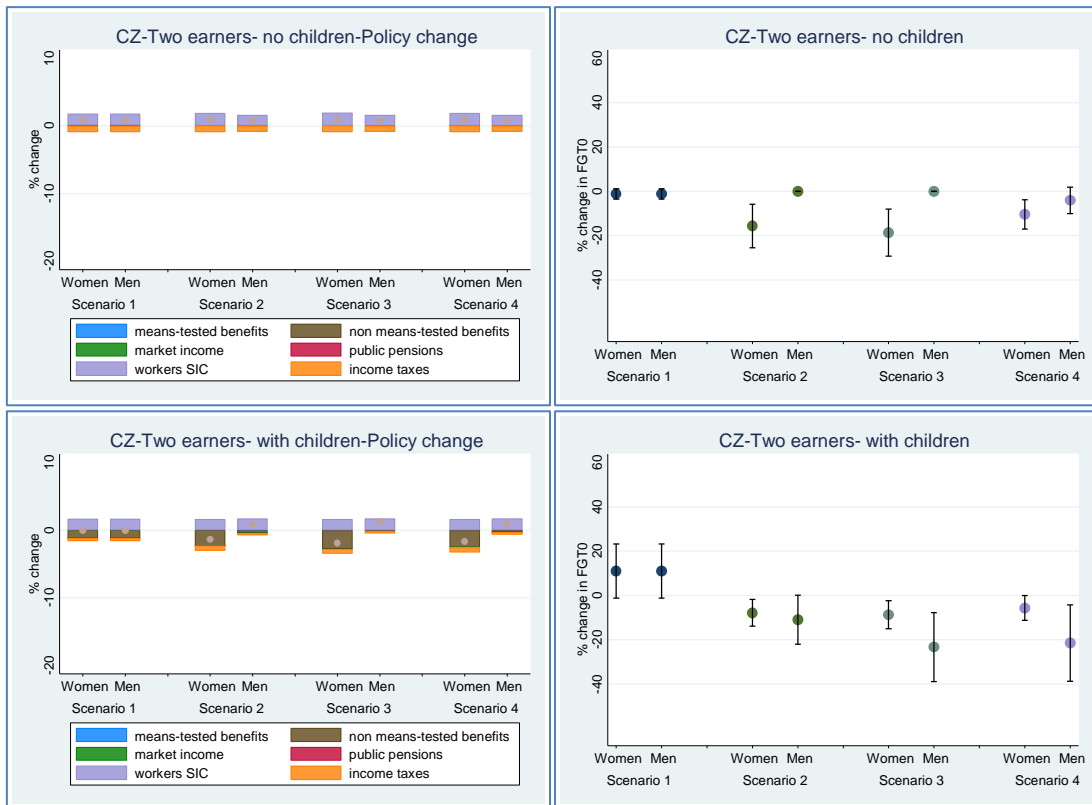 CZ-Two earners- no children-Policy change
% change
10
0
-10
-20
Women Men Women Men Women Men Women Men
Scenario 1 Scenario 2 Scenario 3 Scenario 4
means-tested benefits non means-tested benefits
market income public pensions
workers SIC income taxes
CZ-Two earners- no children
% change in FGT0
60
40
20
0
-20
-40
Women Men Women Men Women Men Women Men
Scenario 1 Scenario 2 Scenario 3 Scenario 4
CZ-Two earners- with children-Policy change
% change
10
0
-10
-20
Women Men Women Men Women Men Women Men
Scenario 1 Scenario 2 Scenario 3 Scenario 4
means-tested benefits non means-tested benefits
market income public pensions
workers SIC income taxes
CZ-Two earners- with children
% change in FGT0
60
40
20
0
-20
-40
Women Men Women Men Women Men Women Men
Scenario 1 Scenario 2 Scenario 3 Scenario 4